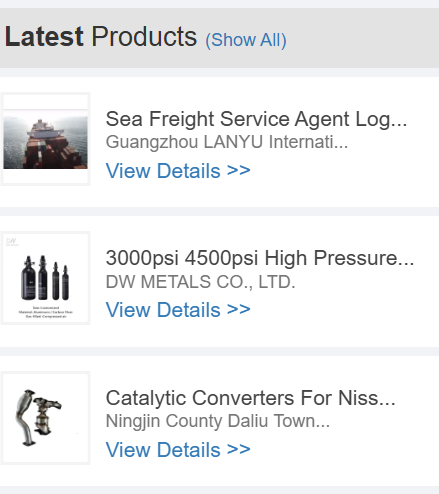 Latest Products (Show All)
Sea Freight Service Agent Log...
Guangzhou LANYU Internati...
View Details >>
3000psi 4500psi High Pressure...
DW METALS CO., LTD.
View Details >>
Catalytic Converters For Niss...
Ningjin County Daliu Town...
View Details >>